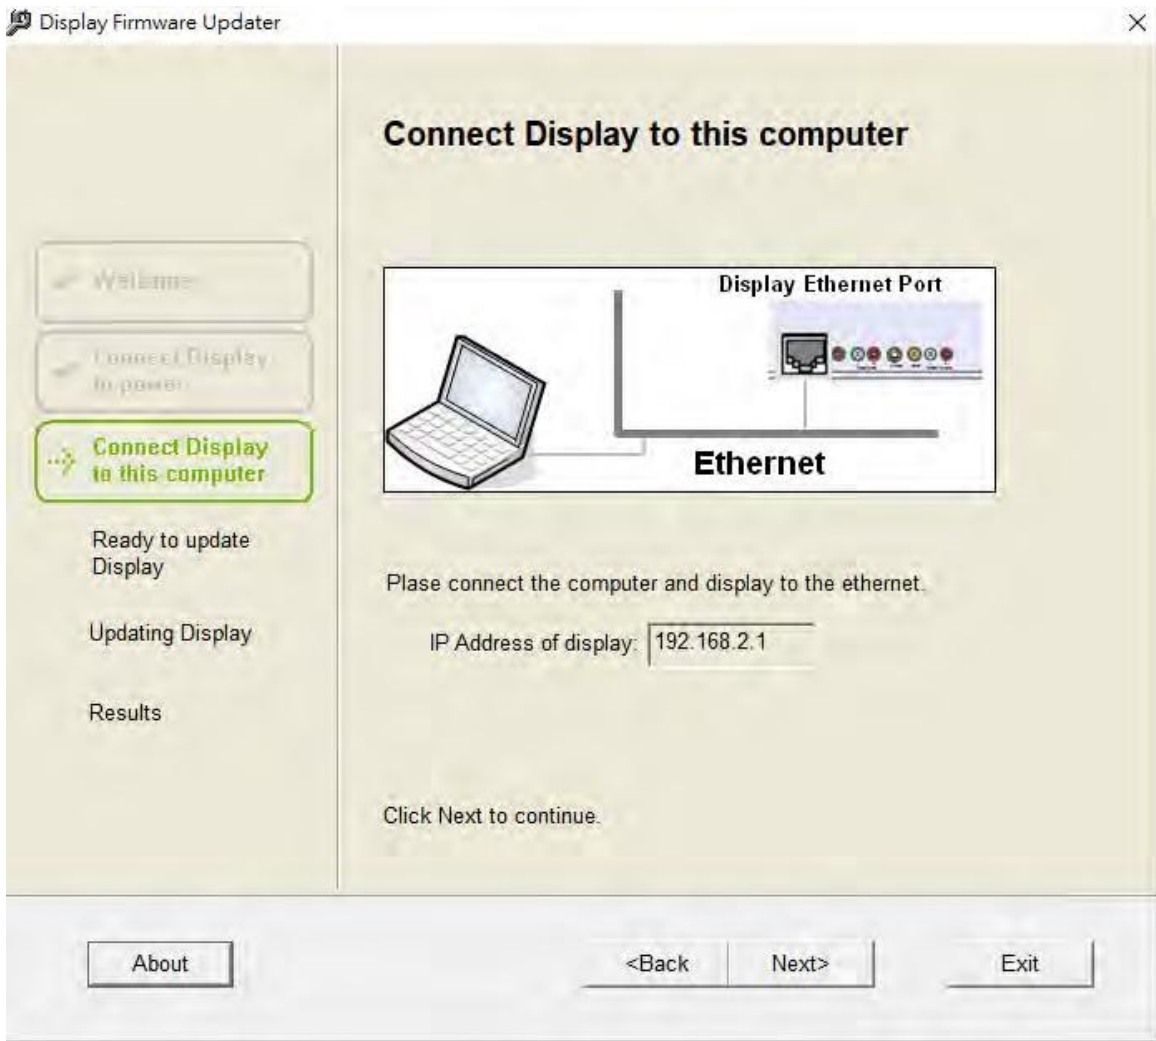 Display Firmware Updater
Connect Display to this computer
Welcome
Connect Display
to power
Connect Display
to this computer
Ready to update
Display
Updating Display
Results
Display Ethernet Port
Ethernet
Plase connect the computer and display to the ethernet.
IP Address of display: 192.168.2.1
Click Next to continue.
About
<Back
Next>
Exit